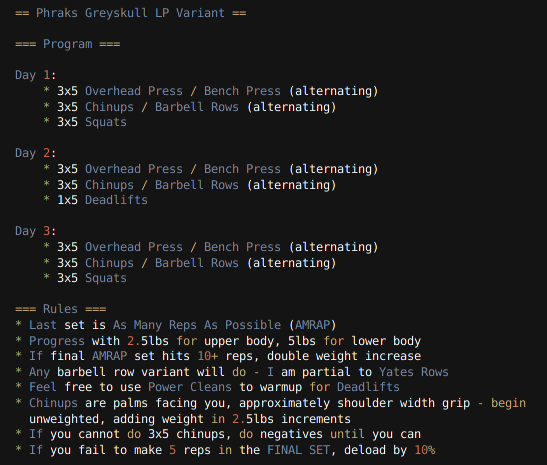 == Phraks Greyskull LP Variant ==
=== Program ===
Day 1:
* 3x5 Overhead Press / Bench Press (alternating)
* 3x5 Chinups / Barbell Rows (alternating)
* 3x5 Squats
Day 2:
* 3x5 Overhead Press / Bench Press (alternating)
* 3x5 Chinups / Barbell Rows (alternating)
* 1x5 Deadlifts
Day 3:
* 3x5 Overhead Press / Bench Press (alternating)
* 3x5 Chinups / Barbell Rows (alternating)
* 3x5 Squats
=== Rules ===
* Last set is As Many Reps As Possible (AMRAP)
* Progress with 2.5lbs for upper body, 5lbs for lower body
* If final AMRAP set hits 10+ reps, double weight increase
* Any barbell row variant will do - I am partial to Yates Rows
* Feel free to use Power Cleans to warmup for Deadlifts
* Chinups are palms facing you, approximately shoulder width grip - begin
unweighted, adding weight in 2.5lbs increments
* If you cannot do 3x5 chinups, do negatives until you can
* If you fail to make 5 reps in the FINAL SET, deload by 10%